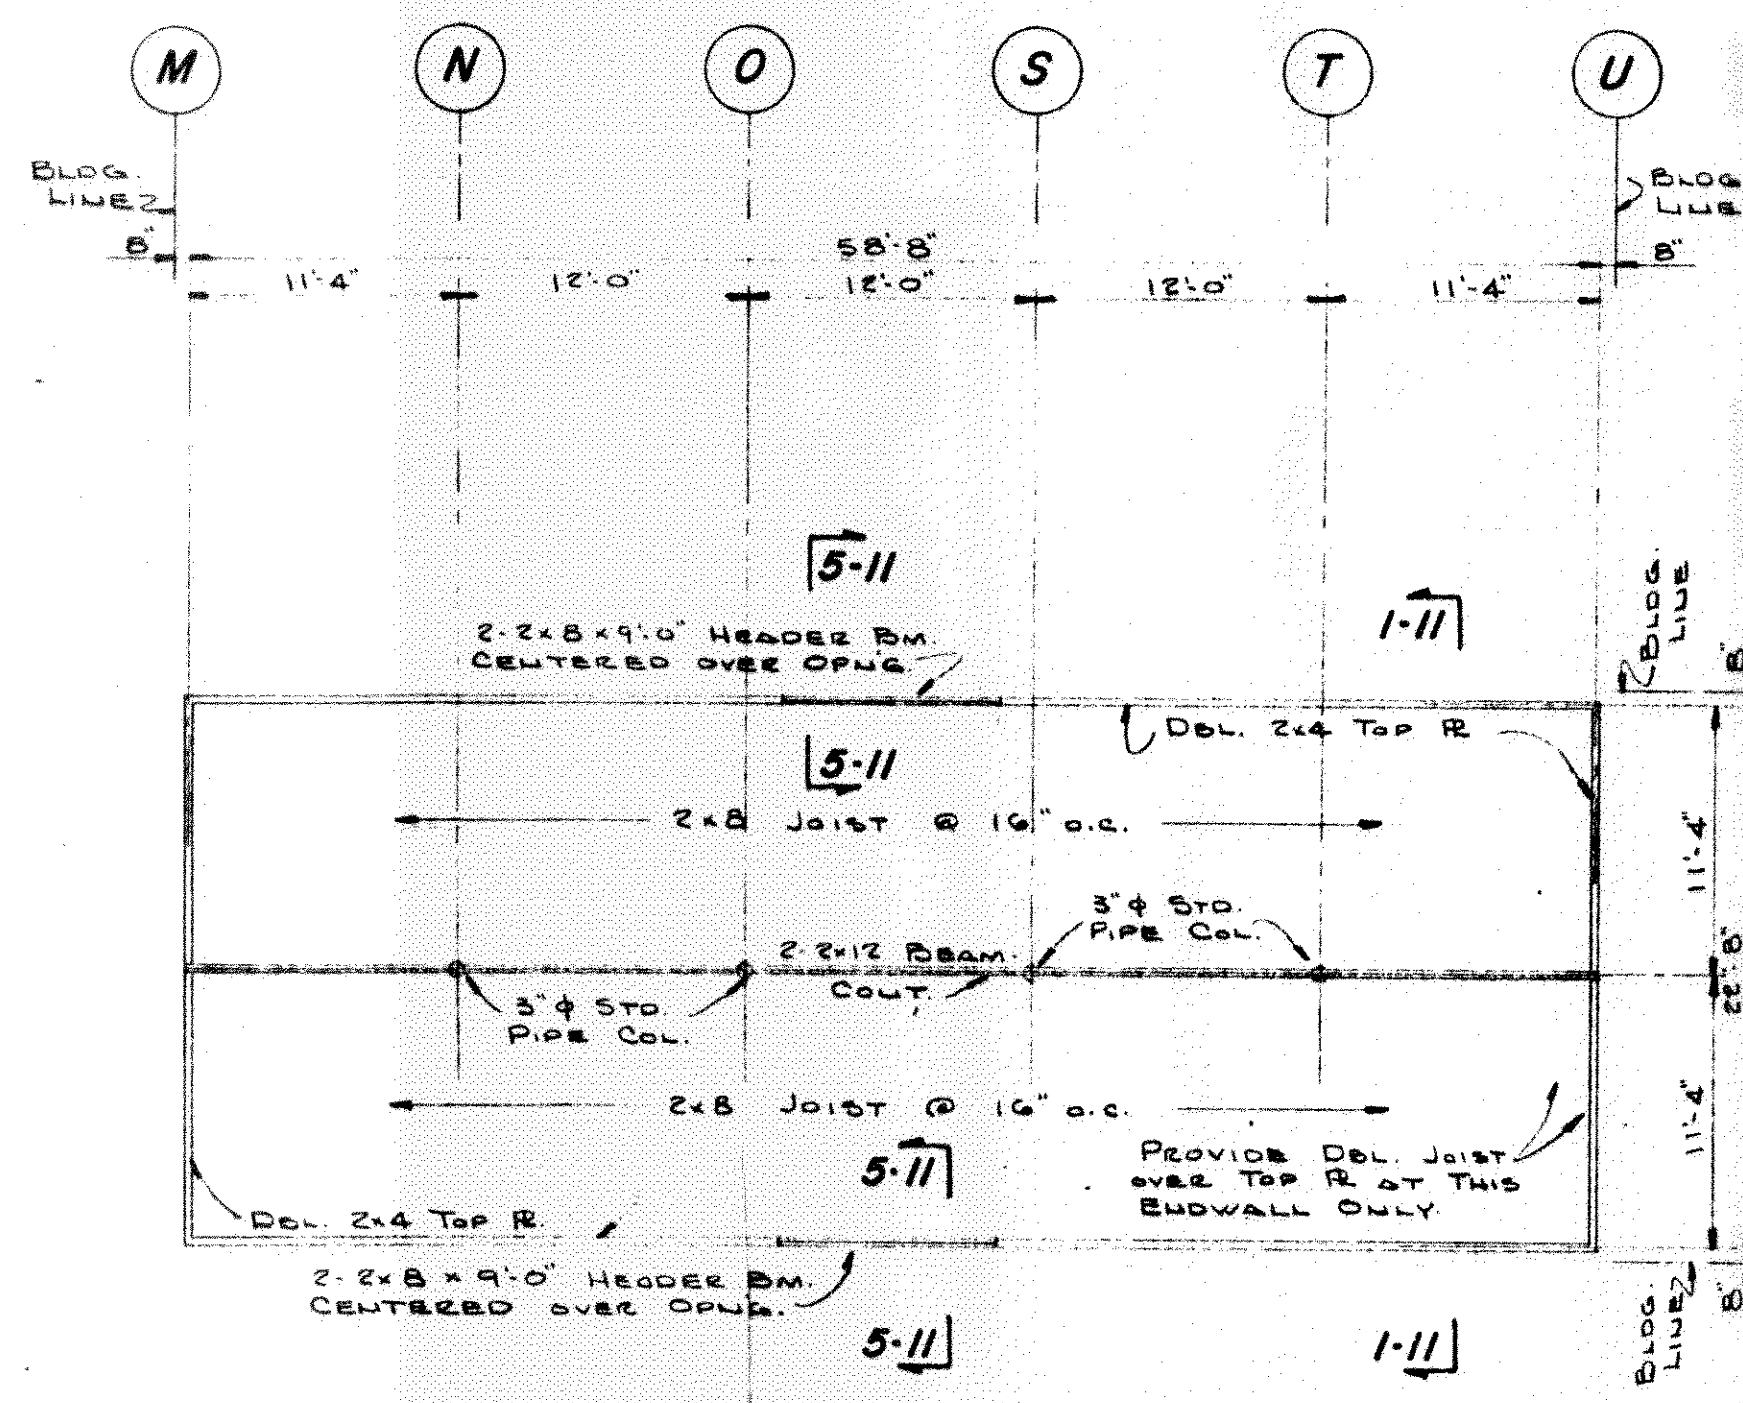 M N O S T U
BLDG.
LINE
BLDG
LINE
8"
58'-8"
8"
11'-4" 12'-0" 12'-0" 12'-0" 11'-4"
5-11
BLDG.
LINE
1-11
2-2x8x9'-0" HEADER BM.
CENTERED OVER OPN'G
8"
DBL. 2x4 TOP PL
5-11
2x8 JOIST @ 16" O.C.
11'-4"
3"φ STD.
PIPE COL.
2-2x12 BEAM
CONT.
22'-8"
3"φ STD.
PIPE COL.
2x8 JOIST @ 16" O.C.
11'-4"
5-11
PROVIDE DBL. JOIST
OVER TOP PL AT THIS
ENDWALL ONLY.
DBL. 2x4 TOP PL
2-2x8 x 9'-0" HEADER BM.
CENTERED OVER OPN'G.
BLDG.
LINE
8"
5-11
1-11